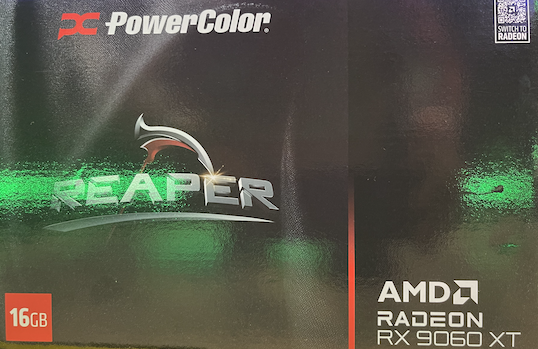 PowerColor®
SWITCH TO
RADEON
REAPER
16GB
AMD
RADEON
RX 9060 XT